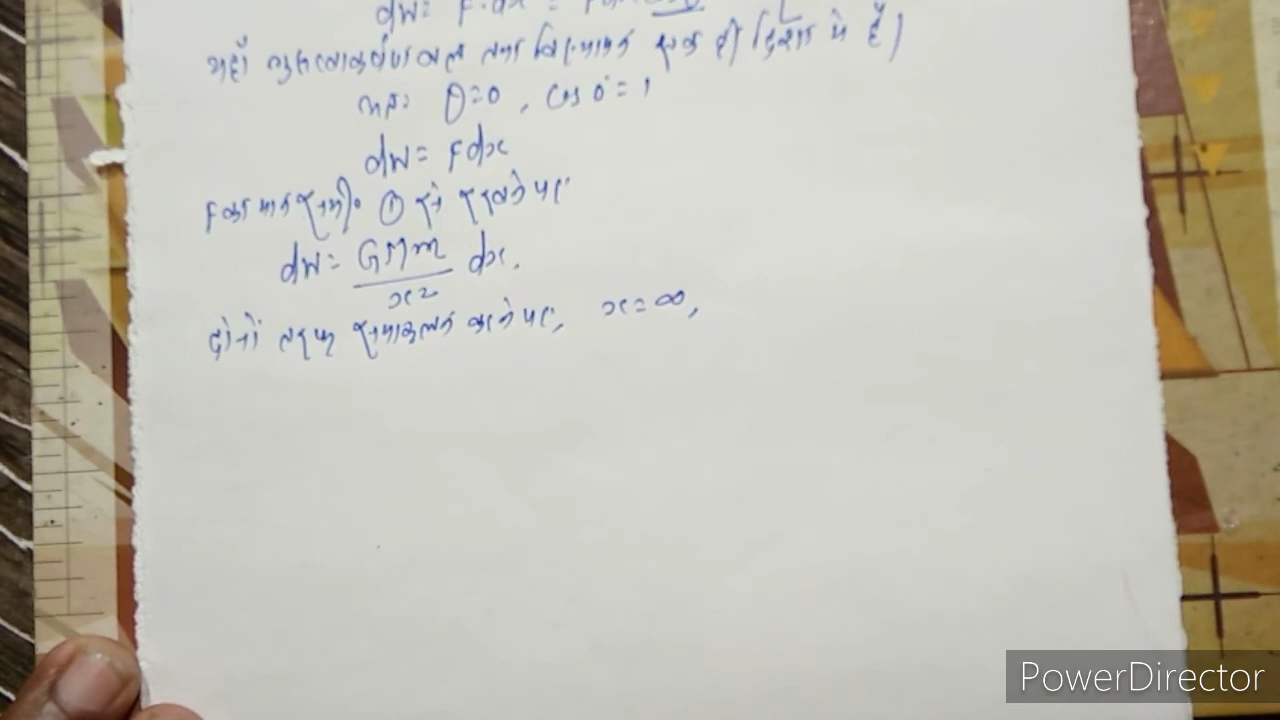 dw= F.dx =
यहाँ गुरुत्वाकर्षण बल तथा विस्थापन एक ही दिशा में हैं।
अतः θ=0 , cos 0°= 1
dw= Fdx
F का मान समी० ① से रखने पर
dw= GMm/x² dx.
दोनों तरफ समाकलन करने पर, x=∞,
PowerDirector